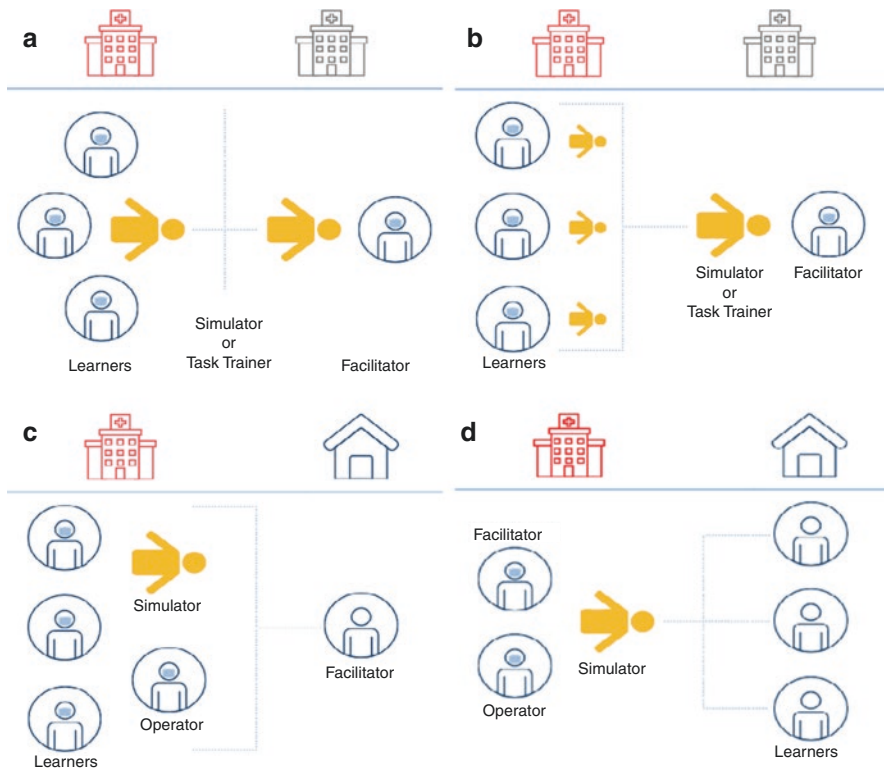 a
Simulator
or
Task Trainer
Learners
Facilitator
b
Simulator
or
Task Trainer
Facilitator
Learners
c
Simulator
Facilitator
Operator
Learners
d
Facilitator
Simulator
Operator
Learners